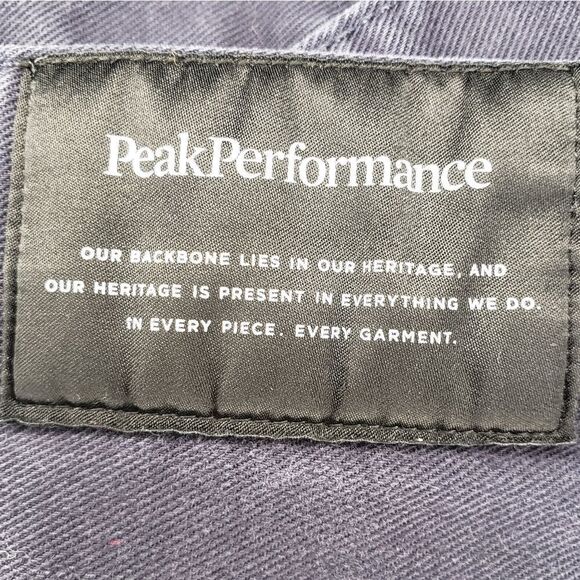 PeakPerformance
OUR BACKBONE LIES IN OUR HERITAGE, AND
OUR HERITAGE IS PRESENT IN EVERYTHING WE DO.
IN EVERY PIECE. EVERY GARMENT.